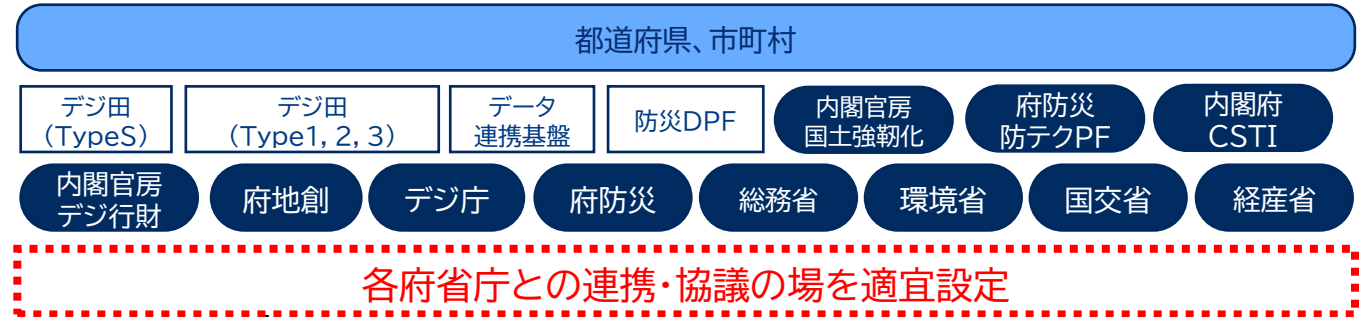 都道府県、市町村
デジ田
(TypeS)
デジ田
(Type1, 2, 3)
データ
連携基盤
防災DPF
内閣官房
国土強靭化
府防災
防テクPF
内閣府
CSTI
内閣官房
デジ行財
府地創
デジ庁
府防災
総務省
環境省
国交省
経産省
各府省庁との連携・協議の場を適宜設定